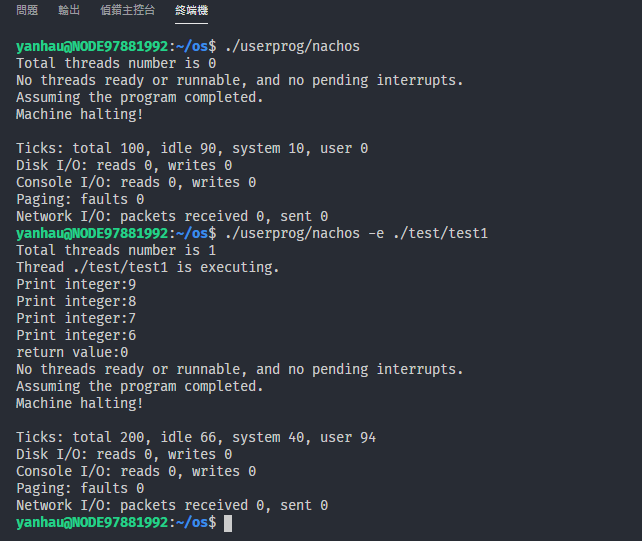 問題 輸出 偵錯主控台 終端機
yanhau@NODE97881992:~/os$ ./userprog/nachos
Total threads number is 0
No threads ready or runnable, and no pending interrupts.
Assuming the program completed.
Machine halting!
Ticks: total 100, idle 90, system 10, user 0
Disk I/O: reads 0, writes 0
Console I/O: reads 0, writes 0
Paging: faults 0
Network I/O: packets received 0, sent 0
yanhau@NODE97881992:~/os$ ./userprog/nachos -e ./test/test1
Total threads number is 1
Thread ./test/test1 is executing.
Print integer:9
Print integer:8
Print integer:7
Print integer:6
return value:0
No threads ready or runnable, and no pending interrupts.
Assuming the program completed.
Machine halting!
Ticks: total 200, idle 66, system 40, user 94
Disk I/O: reads 0, writes 0
Console I/O: reads 0, writes 0
Paging: faults 0
Network I/O: packets received 0, sent 0
yanhau@NODE97881992:~/os$